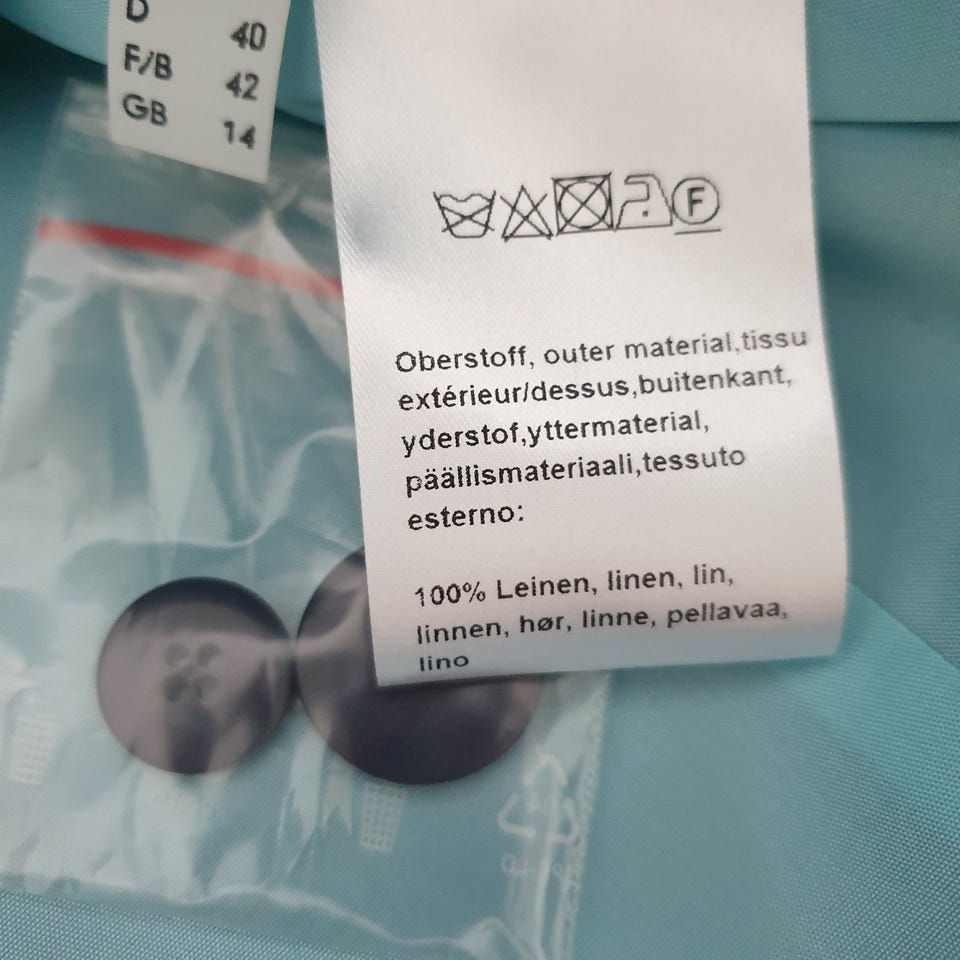 D 40
F/B 42
GB 14
F
Oberstoff, outer material,tissu
extérieur/dessus,buitenkant,
yderstof,yttermaterial,
päällismateriaali,tessuto
esterno:
100% Leinen, linen, lin,
linnen, hør, linne, pellavaa,
lino